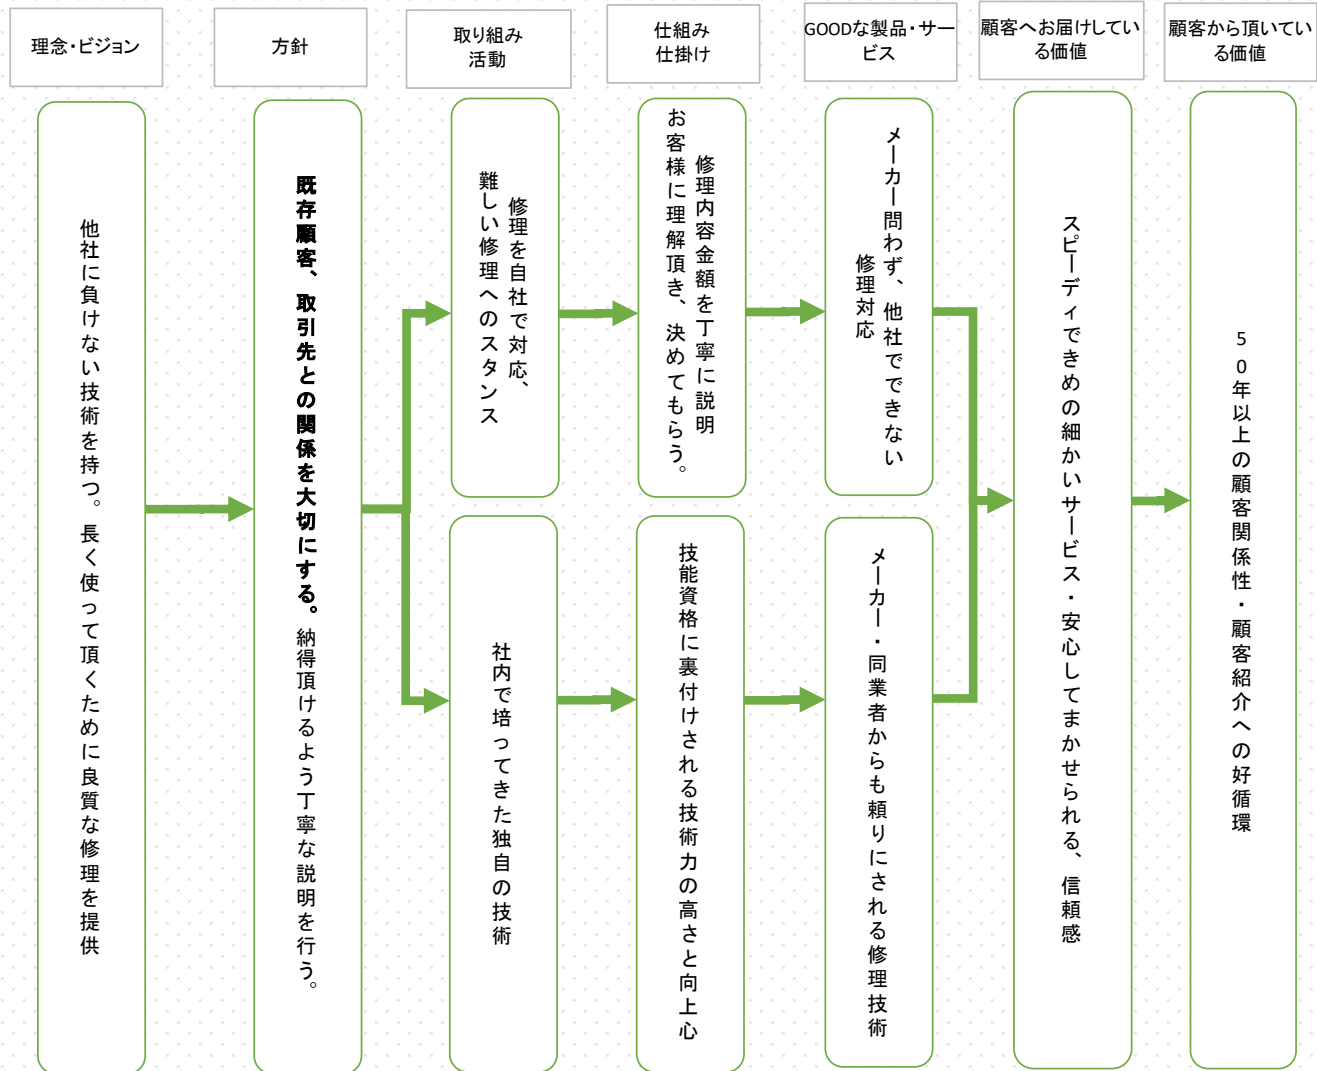 理念・ビジョン
方針
取り組み
活動
仕組み
仕掛け
GOODな製品・サー
ビス
顧客へお届けしてい
る価値
顧客から頂いてい
る価値
他社に負けない技術を持つ。長く使って頂くために良質な修理を提供
既存顧客、取引先との関係を大切にする。納得頂けるよう丁寧な説明を行う。
修理を自社で対応、
難しい修理へのスタンス
修理内容金額を丁寧に説明
お客様に理解頂き、決めてもらう。
メーカー問わず、他社でできない
修理対応
社内で培ってきた独自の技術
技能資格に裏付けされる技術力の高さと向上心
メーカー・同業者からも頼りにされる修理技術
スピーディできめの細かいサービス・安心してまかせられる、信頼感
50年以上の顧客関係性・顧客紹介への好循環